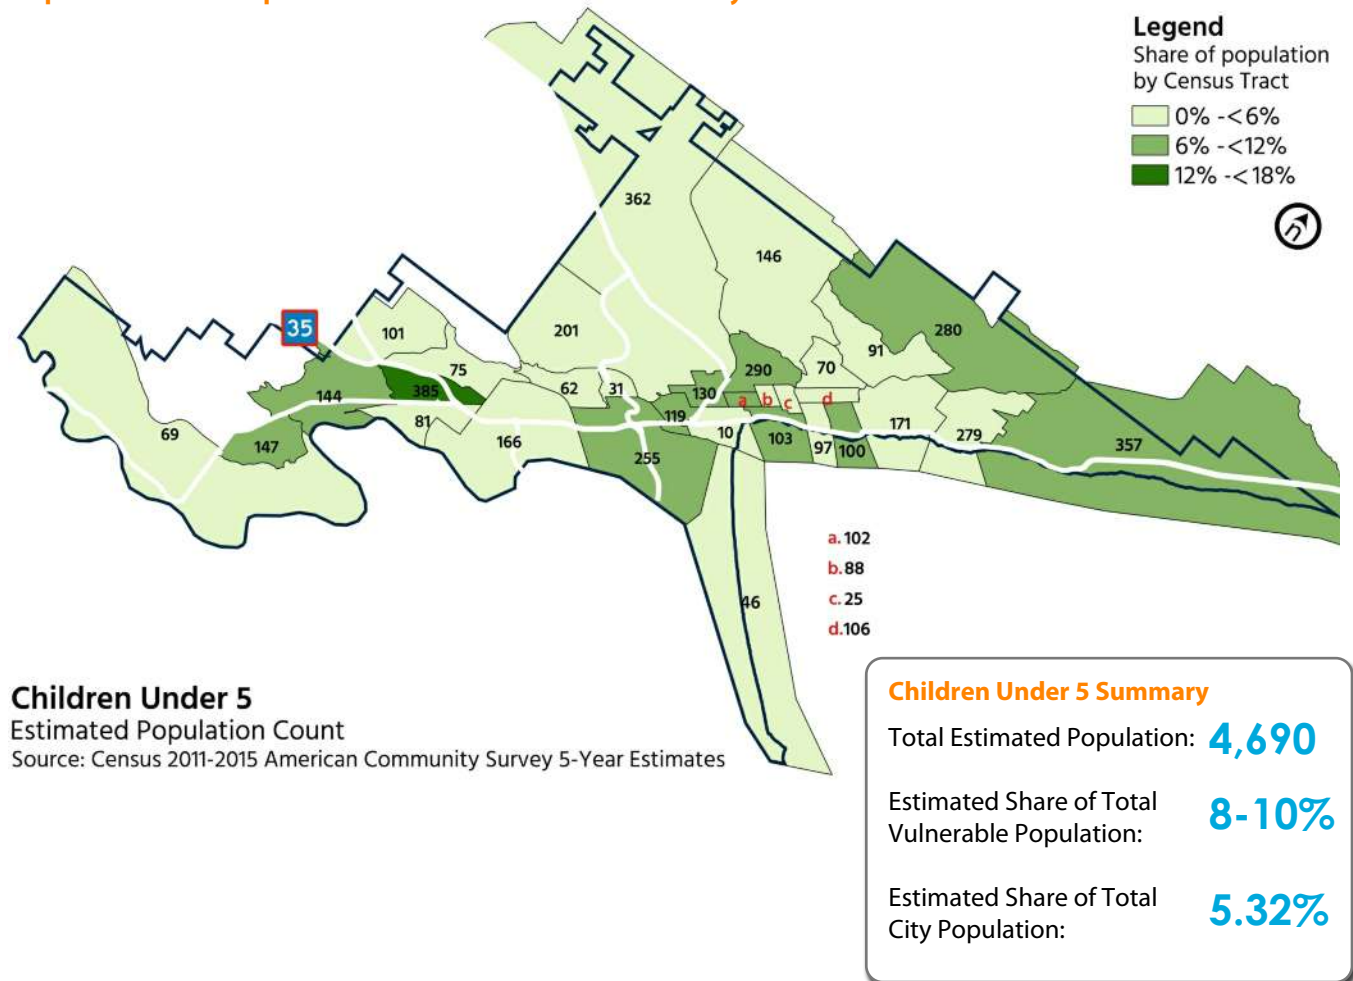 Legend
Share of population
by Census Tract
0% -<6%
6% -<12%
12% -<18%
n
362
146
280
35
101
201
290
70
91
75
62
31
130
a
b
c
d
385
144
119
81
10
171
69
166
103
97
100
279
357
147
255
46
a. 102
b. 88
c. 25
d. 106
Children Under 5
Estimated Population Count
Source: Census 2011-2015 American Community Survey 5-Year Estimates
Children Under 5 Summary
Total Estimated Population: 4,690
Estimated Share of Total
Vulnerable Population: 8-10%
Estimated Share of Total
City Population: 5.32%